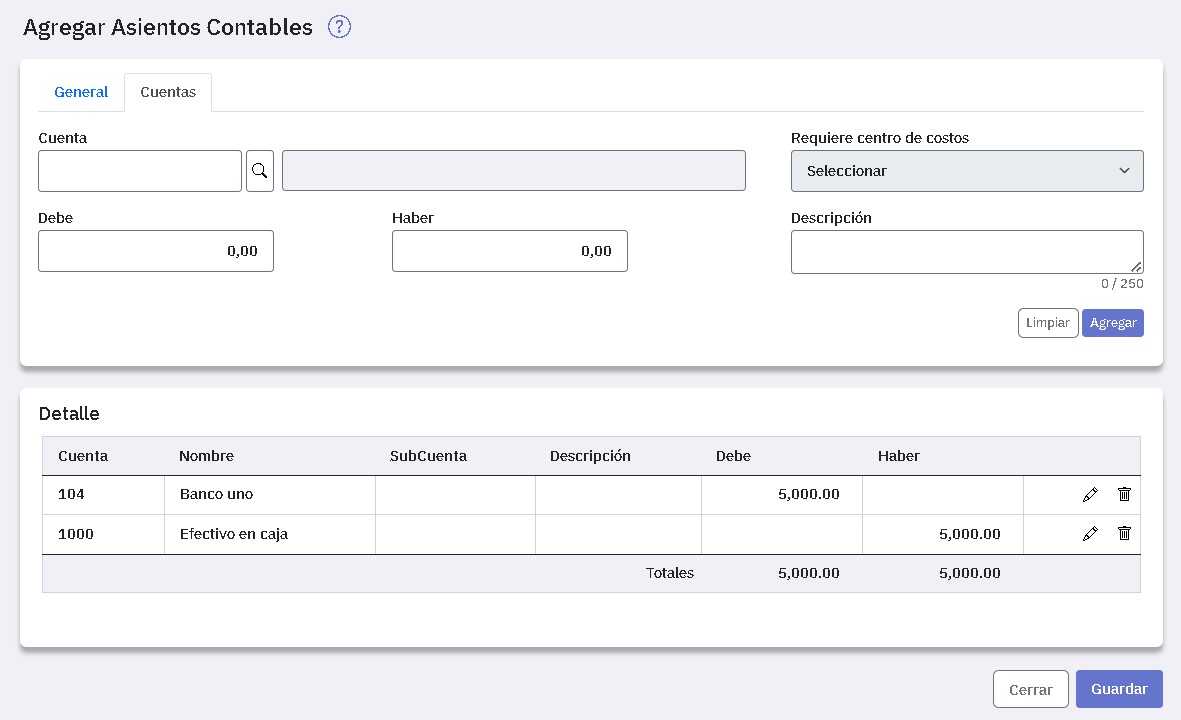 Agregar Asientos Contables ?
General Cuentas
Cuenta Requiere centro de costos
Seleccionar
Debe Haber Descripción
0,00 0,00
0 / 250
Limpiar Agregar
Detalle
Cuenta Nombre SubCuenta Descripción Debe Haber
104 Banco uno 5,000.00
1000 Efectivo en caja 5,000.00
Totales 5,000.00 5,000.00
Cerrar Guardar